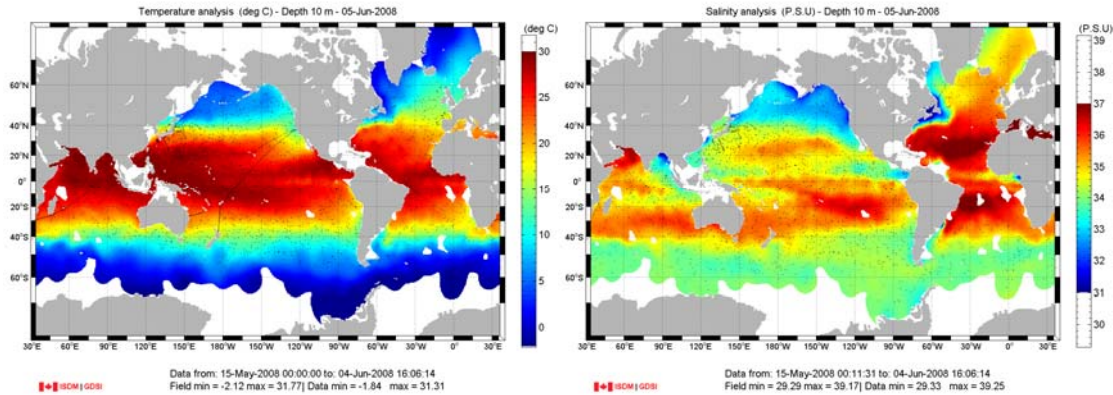 Temperature analysis (deg C) - Depth 10 m - 05-Jun-2008
(deg C)
30
25
20
15
10
5
0
60°N
40°N
20°N
0°
20°S
40°S
60°S
30°E 60°E 90°E 120°E 150°E 180°W 150°W 120°W 90°W 60°W 30°W 0° 30°E
Data from: 15-May-2008 00:00:00 to: 04-Jun-2008 16:06:14
Field min = -2.12 max = 31.77| Data min = -1.84 max = 31.31
ISDM | GDSI
Salinity analysis (P.S.U) - Depth 10 m - 05-Jun-2008
(P.S.U)
39
38
37
36
35
34
33
32
31
30
60°N
40°N
20°N
0°
20°S
40°S
60°S
30°E 60°E 90°E 120°E 150°E 180°W 150°W 120°W 90°W 60°W 30°W 0° 30°E
Data from: 15-May-2008 00:11:31 to: 04-Jun-2008 16:06:14
Field min = 29.29 max = 39.17| Data min = 29.33 max = 39.25
ISDM | GDSI